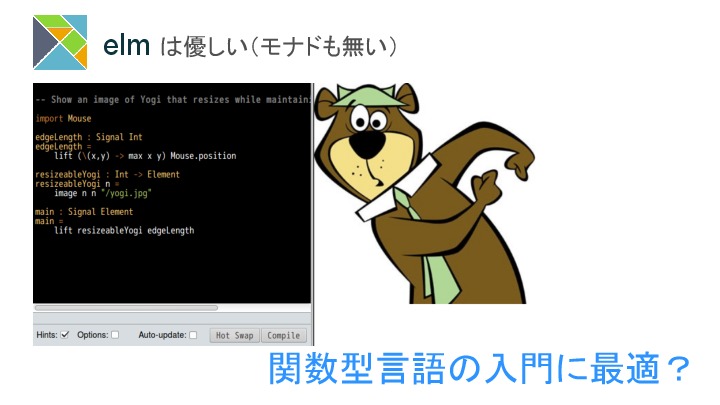 elm は優しい(モナドも無い)
-- Show an image of Yogi that resizes while maintain
import Mouse
edgeLength : Signal Int
edgeLength =
    lift (\(x,y) -> max x y) Mouse.position
resizeableYogi : Int -> Element
resizeableYogi n =
    image n n "/yogi.jpg"
main : Signal Element
main =
    lift resizeableYogi edgeLength
Hints: Options: Auto-update: Hot Swap Compile
関数型言語の入門に最適？